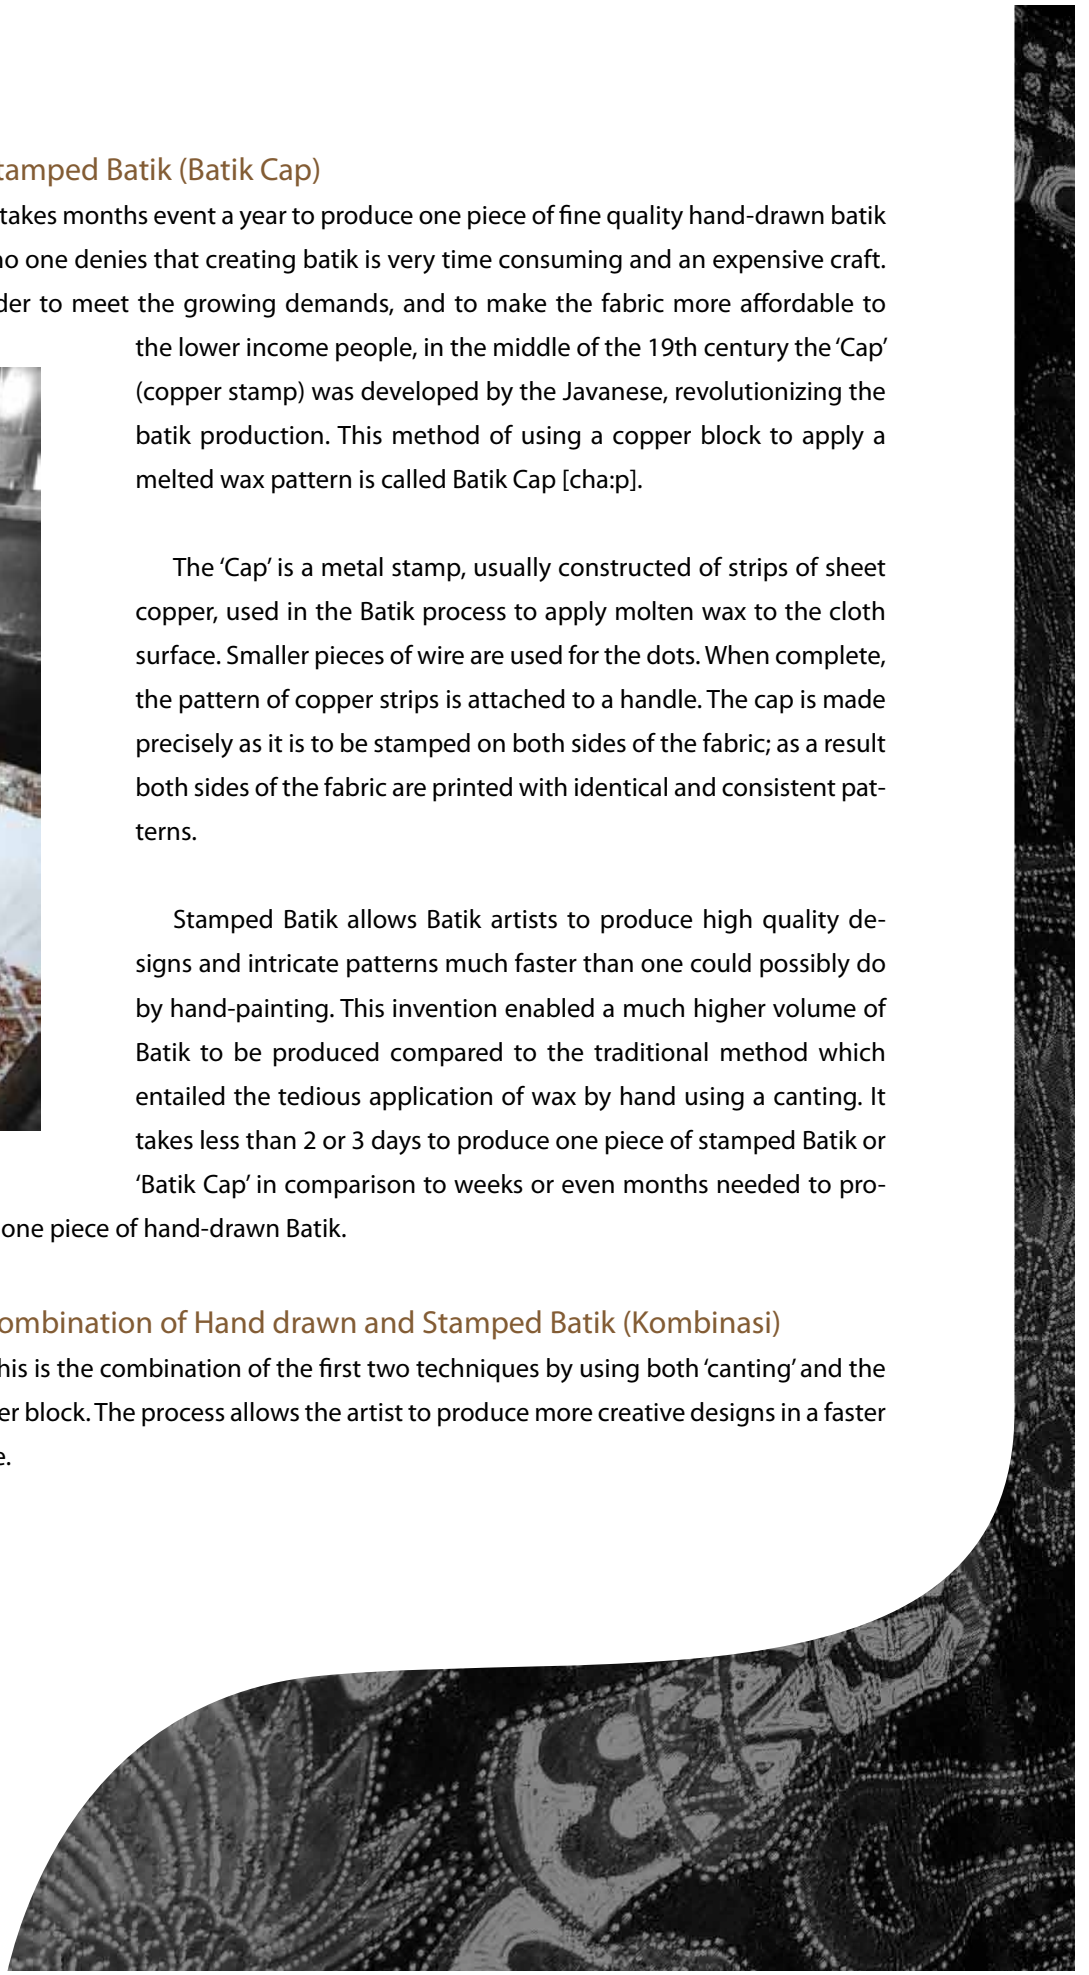 tamped Batik (Batik Cap)
takes months event a year to produce one piece of fine quality hand-drawn batik
no one denies that creating batik is very time consuming and an expensive craft.
der to meet the growing demands, and to make the fabric more affordable to
the lower income people, in the middle of the 19th century the ‘Cap’
(copper stamp) was developed by the Javanese, revolutionizing the
batik production. This method of using a copper block to apply a
melted wax pattern is called Batik Cap [cha:p].
The ‘Cap’ is a metal stamp, usually constructed of strips of sheet
copper, used in the Batik process to apply molten wax to the cloth
surface. Smaller pieces of wire are used for the dots. When complete,
the pattern of copper strips is attached to a handle. The cap is made
precisely as it is to be stamped on both sides of the fabric; as a result
both sides of the fabric are printed with identical and consistent pat-
terns.
Stamped Batik allows Batik artists to produce high quality de-
signs and intricate patterns much faster than one could possibly do
by hand-painting. This invention enabled a much higher volume of
Batik to be produced compared to the traditional method which
entailed the tedious application of wax by hand using a canting. It
takes less than 2 or 3 days to produce one piece of stamped Batik or
‘Batik Cap’ in comparison to weeks or even months needed to pro-
one piece of hand-drawn Batik.
ombination of Hand drawn and Stamped Batik (Kombinasi)
his is the combination of the first two techniques by using both ‘canting’ and the
er block. The process allows the artist to produce more creative designs in a faster
e.